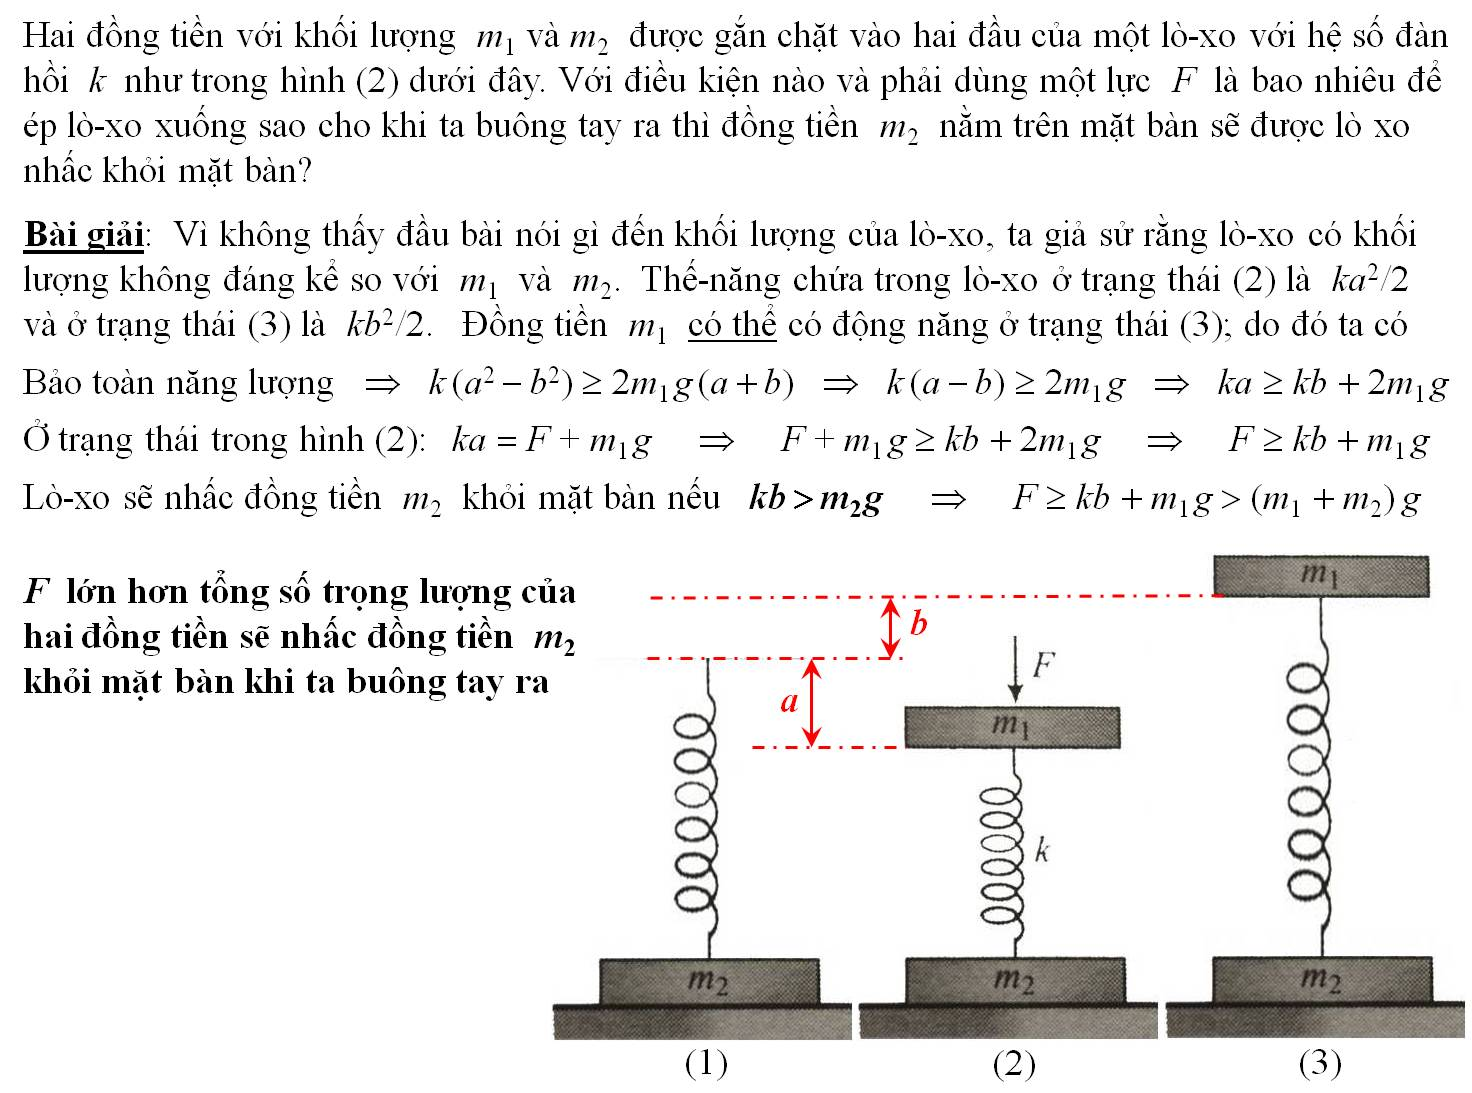 Hai đồng tiền với khối lượng m₁ và m₂ được gắn chặt vào hai đầu của một lò-xo với hệ số đàn
hồi k như trong hình (2) dưới đây. Với điều kiện nào và phải dùng một lực F là bao nhiêu để
ép lò-xo xuống sao cho khi ta buông tay ra thì đồng tiền m₂ nằm trên mặt bàn sẽ được lò xo
nhấc khỏi mặt bàn?
Bài giải: Vì không thấy đầu bài nói gì đến khối lượng của lò-xo, ta giả sử rằng lò-xo có khối
lượng không đáng kể so với m₁ và m₂. Thế-năng chứa trong lò-xo ở trạng thái (2) là ka²/2
và ở trạng thái (3) là kb²/2. Đồng tiền m₁ có thể có động năng ở trạng thái (3); do đó ta có
Bảo toàn năng lượng ⇒ k(a² – b²) ≥ 2m₁g(a + b) ⇒ k(a – b) ≥ 2m₁g ⇒ ka ≥ kb + 2m₁g
Ở trạng thái trong hình (2): ka = F + m₁g ⇒ F + m₁g ≥ kb + 2m₁g ⇒ F ≥ kb + m₁g
Lò-xo sẽ nhấc đồng tiền m₂ khỏi mặt bàn nếu kb > m₂g ⇒ F ≥ kb + m₁g > (m₁ + m₂)g
F lớn hơn tổng số trọng lượng của
hai đồng tiền sẽ nhấc đồng tiền m₂
khỏi mặt bàn khi ta buông tay ra
m₁
b
F
a
m₁
k
m₂
m₂
m₂
(1)
(2)
(3)